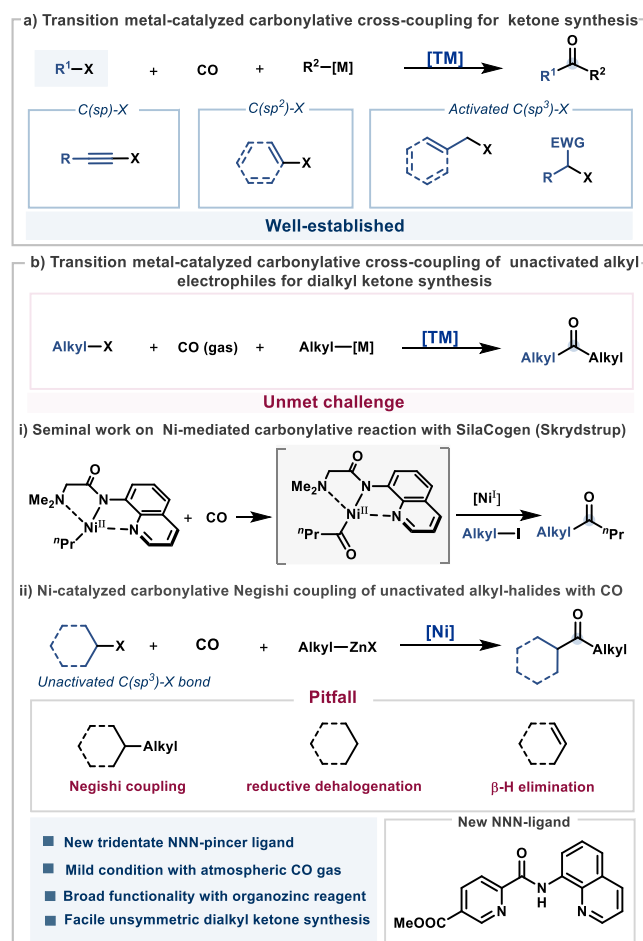 a) Transition metal-catalyzed carbonylative cross-coupling for ketone synthesis
R¹–X + CO + R²–[M] [TM] O R¹ R²
C(sp)-X C(sp²)-X Activated C(sp³)-X
R X X X EWG R X
Well-established
b) Transition metal-catalyzed carbonylative cross-coupling of unactivated alkyl
electrophiles for dialkyl ketone synthesis
Alkyl–X + CO (gas) + Alkyl–[M] [TM] O Alkyl Alkyl
Unmet challenge
i) Seminal work on Ni-mediated carbonylative reaction with SilaCogen (Skrydstrup)
O Me₂N N Niᴵᴵ N ⁿPr + CO O Me₂N N Niᴵᴵ N ⁿPr O [Niᴵ] Alkyl–I O Alkyl ⁿPr
ii) Ni-catalyzed carbonylative Negishi coupling of unactivated alkyl-halides with CO
X + CO + Alkyl–ZnX [Ni] O Alkyl
Unactivated C(sp³)-X bond
Pitfall
Alkyl
Negishi coupling reductive dehalogenation β-H elimination
New tridentate NNN-pincer ligand
Mild condition with atmospheric CO gas
Broad functionality with organozinc reagent
Facile unsymmetric dialkyl ketone synthesis
New NNN-ligand
O N H N N MeOOC